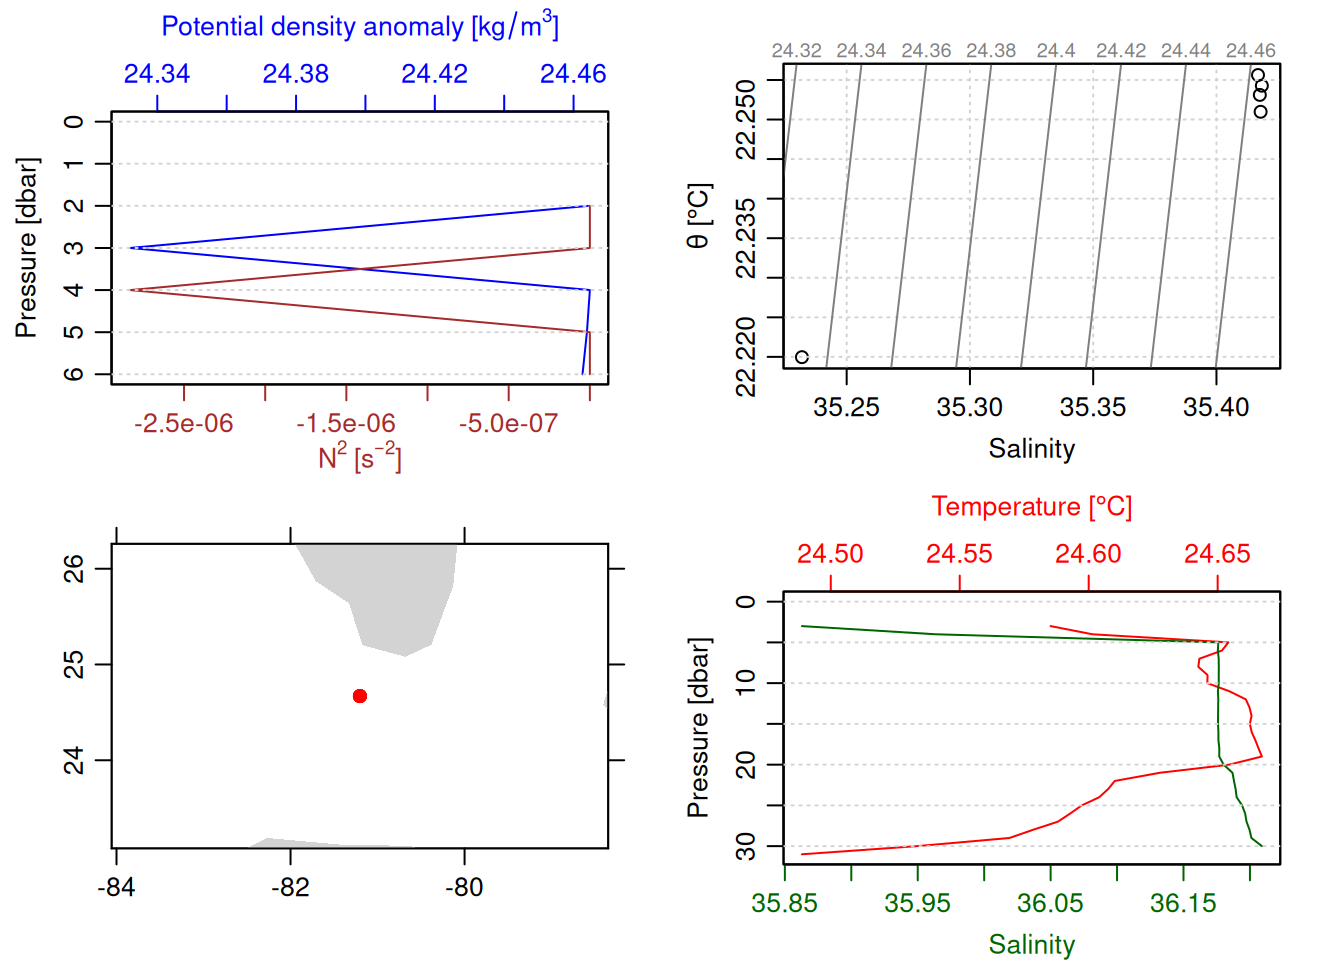 Potential density anomaly [kg/m³]
24.34 24.38 24.42 24.46
0
1
2
3
4
5
6
Pressure [dbar]
-2.5e-06 -1.5e-06 -5.0e-07
N² [s⁻²]
24.32 24.34 24.36 24.38 24.4 24.42 24.44 24.46
22.250
22.235
22.220
θ [°C]
35.25 35.30 35.35 35.40
Salinity
26
25
24
-84 -82 -80
Temperature [°C]
24.50 24.55 24.60 24.65
0
10
20
30
Pressure [dbar]
35.85 35.95 36.05 36.15
Salinity